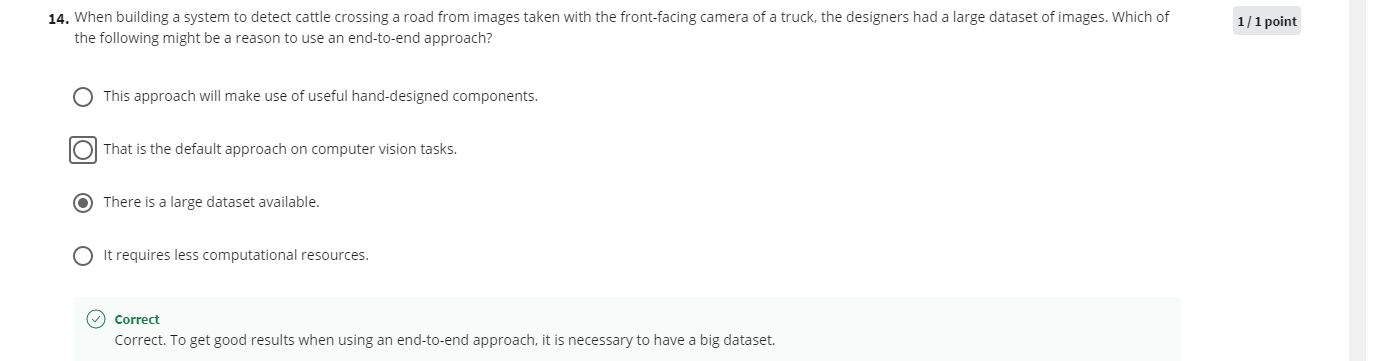 14. When building a system to detect cattle crossing a road from images taken with the front-facing camera of a truck, the designers had a large dataset of images. Which of
the following might be a reason to use an end-to-end approach?
1 / 1 point
This approach will make use of useful hand-designed components.
That is the default approach on computer vision tasks.
There is a large dataset available.
It requires less computational resources.
Correct
Correct. To get good results when using an end-to-end approach, it is necessary to have a big dataset.